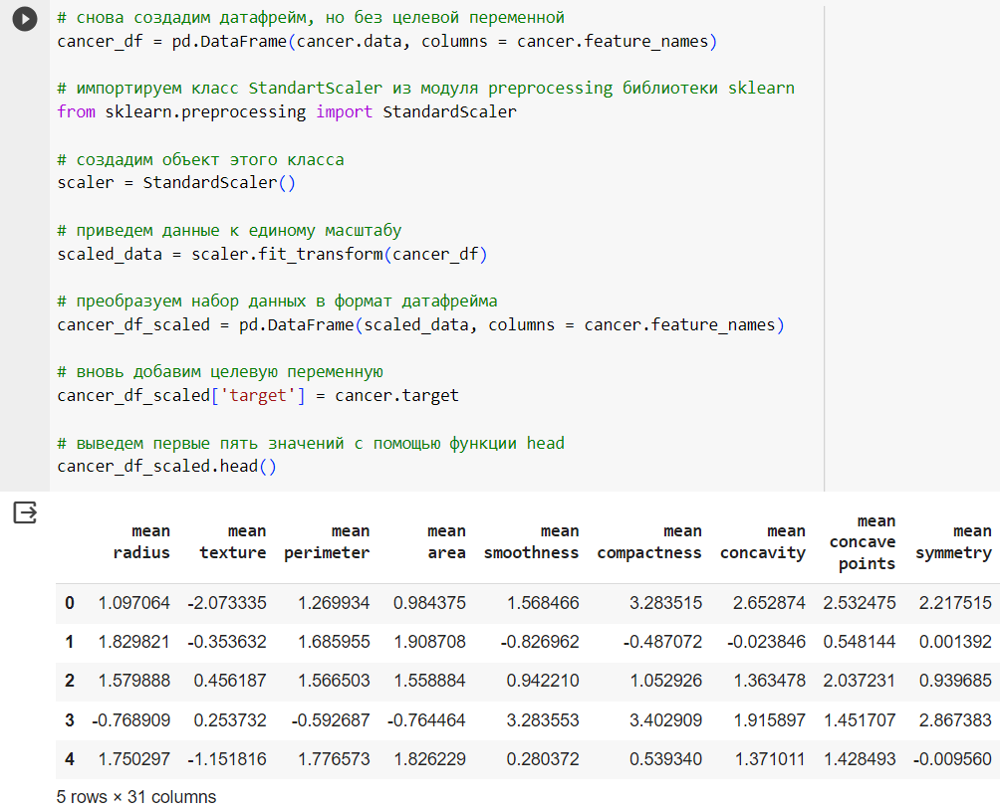 # снова создадим датафрейм, но без целевой переменной
cancer_df = pd.DataFrame(cancer.data, columns = cancer.feature_names)
# импортируем класс StandartScaler из модуля preprocessing библиотеки sklearn
from sklearn.preprocessing import StandardScaler
# создадим объект этого класса
scaler = StandardScaler()
# приведем данные к единому масштабу
scaled_data = scaler.fit_transform(cancer_df)
# преобразуем набор данных в формат датафрейма
cancer_df_scaled = pd.DataFrame(scaled_data, columns = cancer.feature_names)
# вновь добавим целевую переменную
cancer_df_scaled['target'] = cancer.target
# выведем первые пять значений с помощью функции head
cancer_df_scaled.head()
mean radius mean texture mean perimeter mean area mean smoothness mean compactness mean concavity mean concave points mean symmetry
0 1.097064 -2.073335 1.269934 0.984375 1.568466 3.283515 2.652874 2.532475 2.217515
1 1.829821 -0.353632 1.685955 1.908708 -0.826962 -0.487072 -0.023846 0.548144 0.001392
2 1.579888 0.456187 1.566503 1.558884 0.942210 1.052926 1.363478 2.037231 0.939685
3 -0.768909 0.253732 -0.592687 -0.764464 3.283553 3.402909 1.915897 1.451707 2.867383
4 1.750297 -1.151816 1.776573 1.826229 0.280372 0.539340 1.371011 1.428493 -0.009560
5 rows × 31 columns